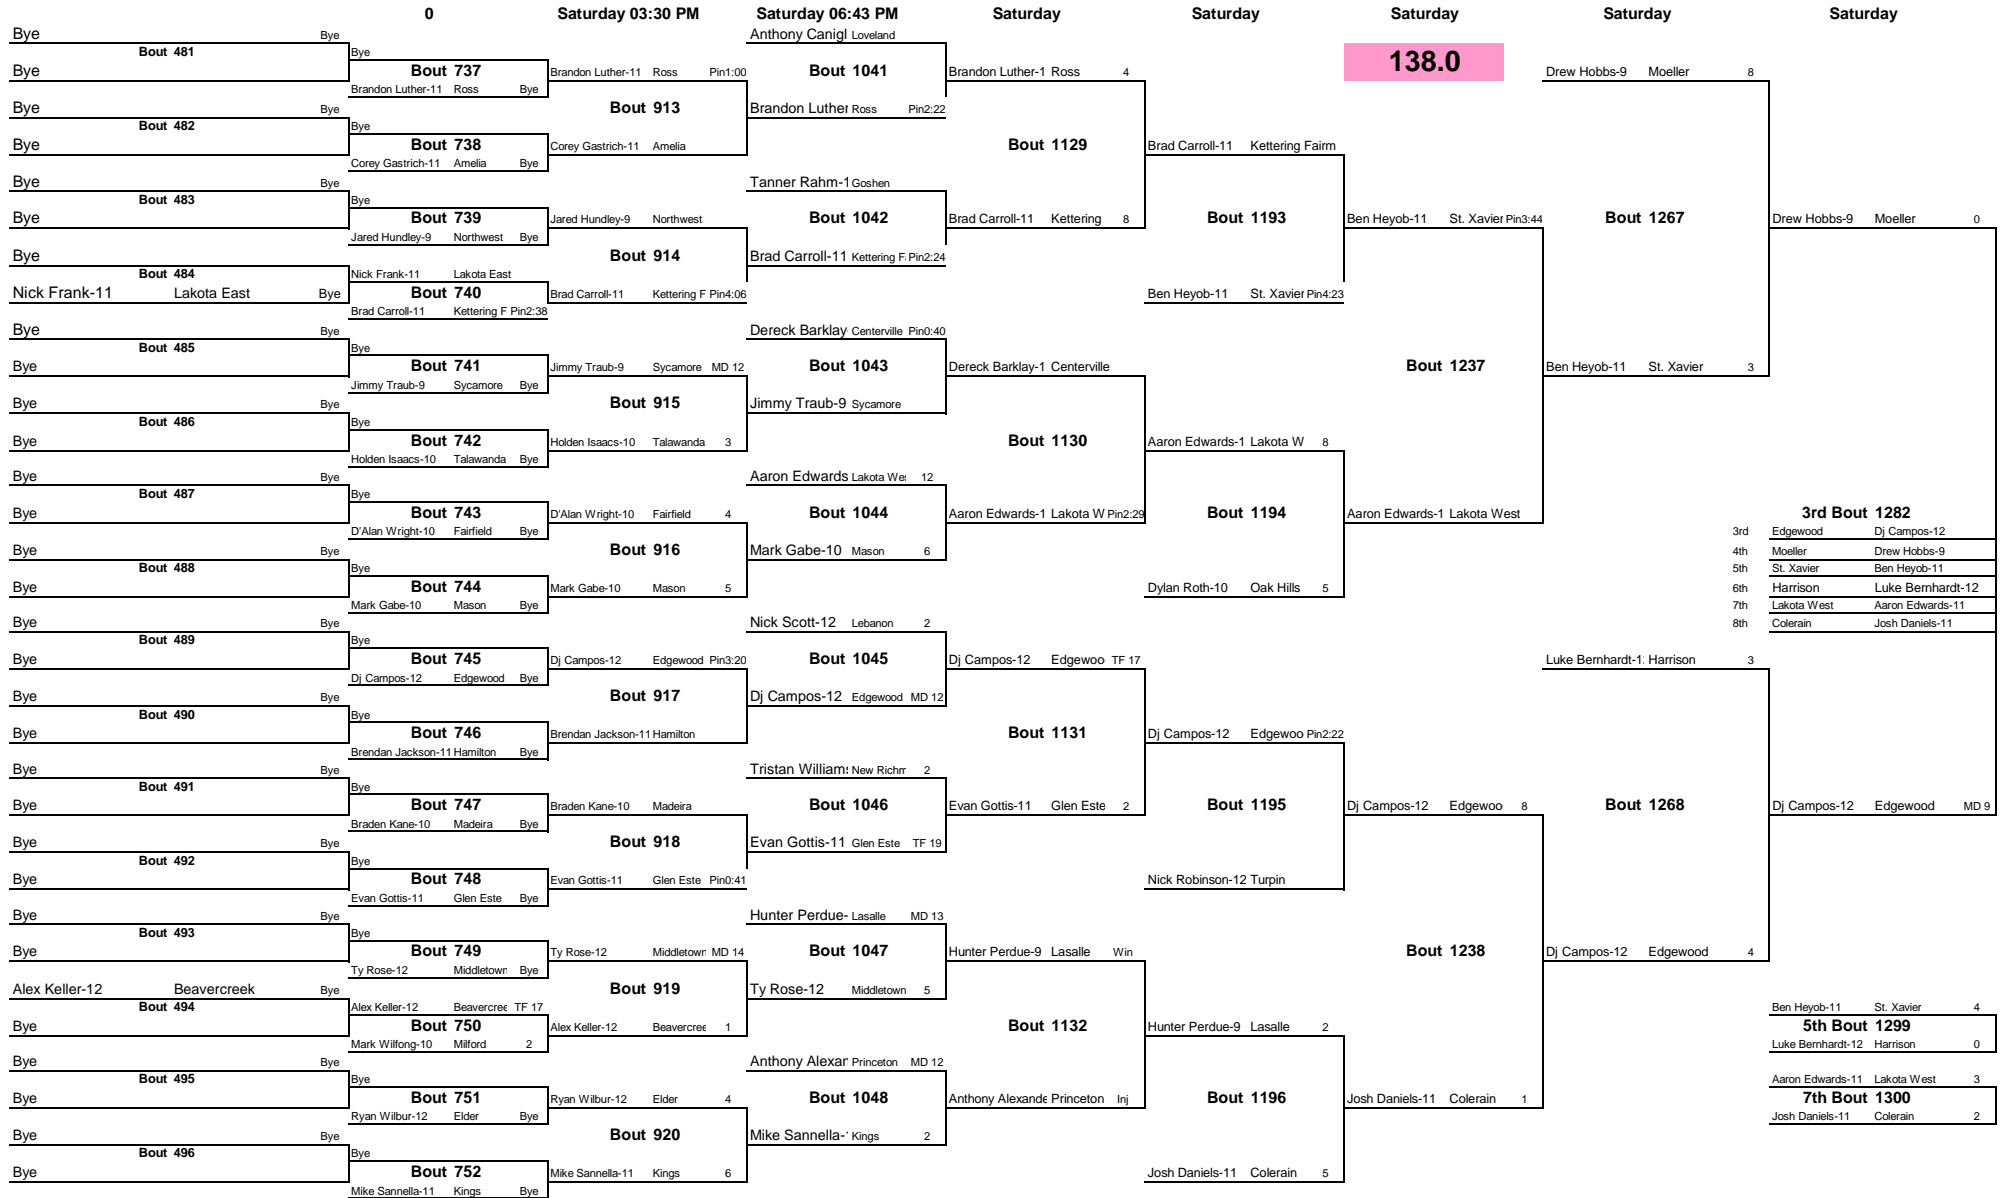 0 Saturday 03:30 PM Saturday 06:43 PM Saturday Saturday Saturday Saturday Saturday
138.0
Bye Bye
Bout 481
Bye
Bye Bye
Bout 482
Bye
Bye Bye
Bout 483
Bye
Bye
Bout 484
Nick Frank-11 Lakota East Bye
Bye Bye
Bout 485
Bye
Bye Bye
Bout 486
Bye
Bye Bye
Bout 487
Bye
Bye Bye
Bout 488
Bye
Bye Bye
Bout 489
Bye
Bye Bye
Bout 490
Bye
Bye Bye
Bout 491
Bye
Bye Bye
Bout 492
Bye
Bye Bye
Bout 493
Bye
Alex Keller-12 Beavercreek Bye
Bout 494
Bye
Bye Bye
Bout 495
Bye
Bye Bye
Bout 496
Bye
Bye
Bout 737
Brandon Luther-11 Ross Bye
Bye
Bout 738
Corey Gastrich-11 Amelia Bye
Bye
Bout 739
Jared Hundley-9 Northwest Bye
Nick Frank-11 Lakota East
Bout 740
Brad Carroll-11 Kettering F Pin2:38
Bye
Bout 741
Jimmy Traub-9 Sycamore Bye
Bye
Bout 742
Holden Isaacs-10 Talawanda Bye
Bye
Bout 743
D'Alan Wright-10 Fairfield Bye
Bye
Bout 744
Mark Gabe-10 Mason Bye
Bye
Bout 745
Dj Campos-12 Edgewood Bye
Bye
Bout 746
Brendan Jackson-11 Hamilton Bye
Bye
Bout 747
Braden Kane-10 Madeira Bye
Bye
Bout 748
Evan Gottis-11 Glen Este Bye
Bye
Bout 749
Ty Rose-12 Middletown Bye
Alex Keller-12 Beavercree TF 17
Bout 750
Mark Wilfong-10 Milford 2
Bye
Bout 751
Ryan Wilbur-12 Elder Bye
Bye
Bout 752
Mike Sannella-11 Kings Bye
Brandon Luther-11 Ross Pin1:00
Bout 913
Corey Gastrich-11 Amelia
Jared Hundley-9 Northwest
Bout 914
Brad Carroll-11 Kettering F Pin4:06
Jimmy Traub-9 Sycamore MD 12
Bout 915
Holden Isaacs-10 Talawanda 3
D'Alan Wright-10 Fairfield 4
Bout 916
Mark Gabe-10 Mason 5
Dj Campos-12 Edgewood Pin3:20
Bout 917
Brendan Jackson-11 Hamilton
Braden Kane-10 Madeira
Bout 918
Evan Gottis-11 Glen Este Pin0:41
Ty Rose-12 Middletown MD 14
Bout 919
Alex Keller-12 Beavercree 1
Ryan Wilbur-12 Elder 4
Bout 920
Mike Sannella-11 Kings 6
Anthony Canigl Loveland
Bout 1041
Brandon Luther Ross Pin2:22
Tanner Rahm-1 Goshen
Bout 1042
Brad Carroll-11 Kettering F Pin2:24
Dereck Barklay Centerville Pin0:40
Bout 1043
Jimmy Traub-9 Sycamore
Aaron Edwards Lakota Wes 12
Bout 1044
Mark Gabe-10 Mason 6
Nick Scott-12 Lebanon 2
Bout 1045
Dj Campos-12 Edgewood MD 12
Tristan Williams New Richm 2
Bout 1046
Evan Gottis-11 Glen Este TF 19
Hunter Perdue- Lasalle MD 13
Bout 1047
Ty Rose-12 Middletown 5
Anthony Alexan Princeton MD 12
Bout 1048
Mike Sannella- Kings 2
Brandon Luther-1 Ross 4
Bout 1129
Brad Carroll-11 Kettering 8
Dereck Barklay-1 Centerville
Bout 1130
Aaron Edwards-1 Lakota W Pin2:29
Dj Campos-12 Edgewoo TF 17
Bout 1131
Evan Gottis-11 Glen Este 2
Hunter Perdue-9 Lasalle Win
Bout 1132
Anthony Alexande Princeton Inj
Brad Carroll-11 Kettering Fairm
Bout 1193
Ben Heyob-11 St. Xavier Pin4:23
Aaron Edwards-1 Lakota W 8
Bout 1194
Dylan Roth-10 Oak Hills 5
Dj Campos-12 Edgewoo Pin2:22
Bout 1195
Nick Robinson-12 Turpin
Hunter Perdue-9 Lasalle 2
Bout 1196
Josh Daniels-11 Colerain 5
Ben Heyob-11 St. Xavier Pin3:44
Bout 1237
Aaron Edwards-1 Lakota West
Dj Campos-12 Edgewoo 8
Bout 1238
Josh Daniels-11 Colerain 1
Drew Hobbs-9 Moeller 8
Bout 1267
Ben Heyob-11 St. Xavier 3
Luke Bernhardt-1 Harrison 3
Bout 1268
Dj Campos-12 Edgewood 4
Drew Hobbs-9 Moeller 0
3rd Bout 1282
3rd Edgewood Dj Campos-12
4th Moeller Drew Hobbs-9
5th St. Xavier Ben Heyob-11
6th Harrison Luke Bernhardt-12
7th Lakota West Aaron Edwards-11
8th Colerain Josh Daniels-11
Dj Campos-12 Edgewood MD 9
Ben Heyob-11 St. Xavier 4
5th Bout 1299
Luke Bernhardt-12 Harrison 0
Aaron Edwards-11 Lakota West 3
7th Bout 1300
Josh Daniels-11 Colerain 2